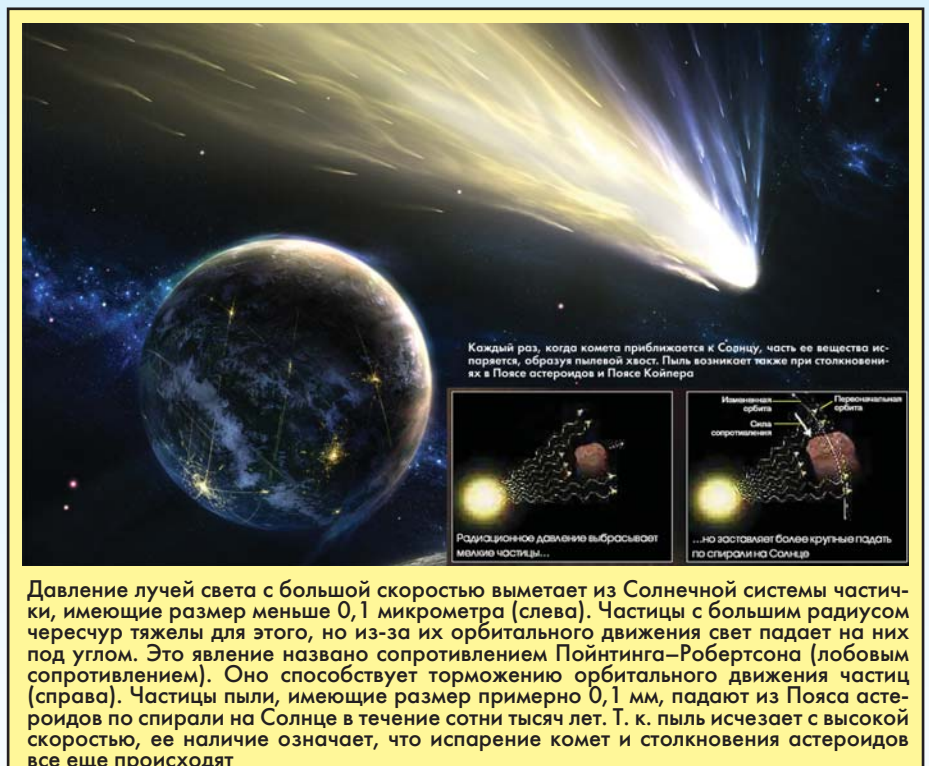 Каждый раз, когда комета приближается к Солнцу, часть ее вещества ис-
паряется, образуя пылевой хвост. Пыль возникает также при столкновени-
ях в Поясе астероидов и Поясе Койпера
Радиационное давление выбрасывает
мелкие частицы...
Измененная
орбита
Первоначальная
орбита
Сила
сопротивления
...но заставляет более крупные падать
по спирали на Солнце
Давление лучей света с большой скоростью выметает из Солнечной системы частич-
ки, имеющие размер меньше 0,1 микрометра (слева). Частицы с большим радиусом
чересчур тяжелы для этого, но из-за их орбитального движения свет падает на них
под углом. Это явление названо сопротивлением Пойнтинга–Робертсона (лобовым
сопротивлением). Оно способствует торможению орбитального движения частиц
(справа). Частицы пыли, имеющие размер примерно 0,1 мм, падают из Пояса асте-
роидов по спирали на Солнце в течение сотни тысяч лет. Т. к. пыль исчезает с высокой
скоростью, ее наличие означает, что испарение комет и столкновения астероидов
все еще происходят